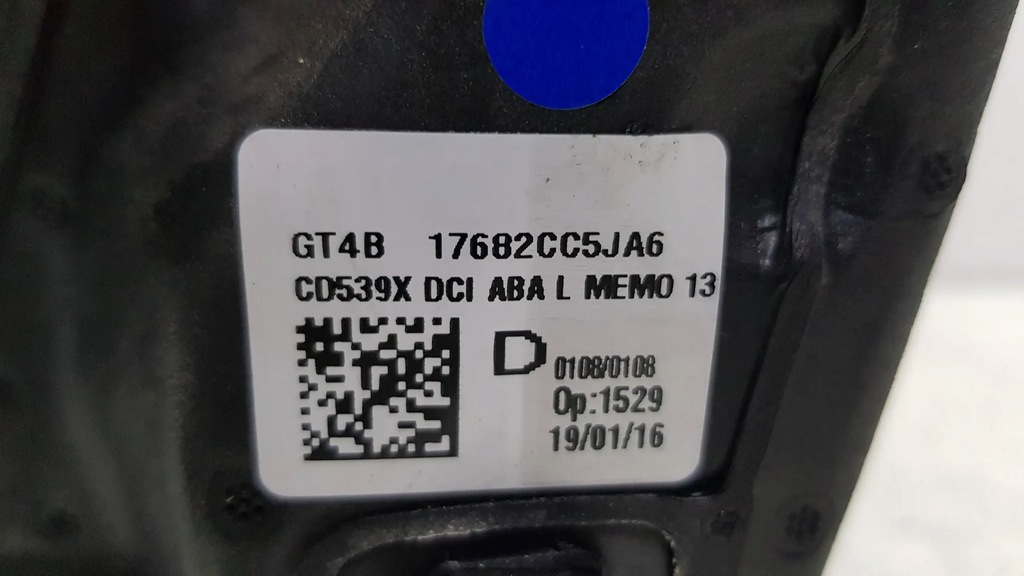 GT4B 17682CC5JA6
CD539X DCI ABA L MEMO 13
D 0108/0108
Op:1529
19/01/16